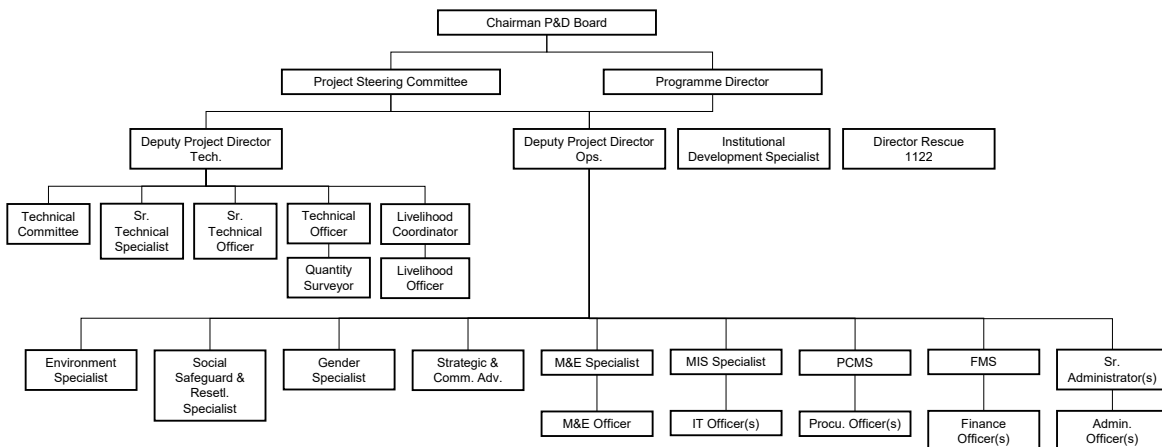 Chairman P&D Board
Project Steering Committee
Programme Director
Deputy Project Director
Tech.
Deputy Project Director
Ops.
Institutional
Development Specialist
Director Rescue
1122
Technical
Committee
Sr.
Technical
Specialist
Sr.
Technical
Officer
Technical
Officer
Livelihood
Coordinator
Quantity
Surveyor
Livelihood
Officer
Environment
Specialist
Social
Safeguard &
Resetl.
Specialist
Gender
Specialist
Strategic &
Comm. Adv.
M&E Specialist
MIS Specialist
PCMS
FMS
Sr.
Administrator(s)
M&E Officer
IT Officer(s)
Procu. Officer(s)
Finance
Officer(s)
Admin.
Officer(s)